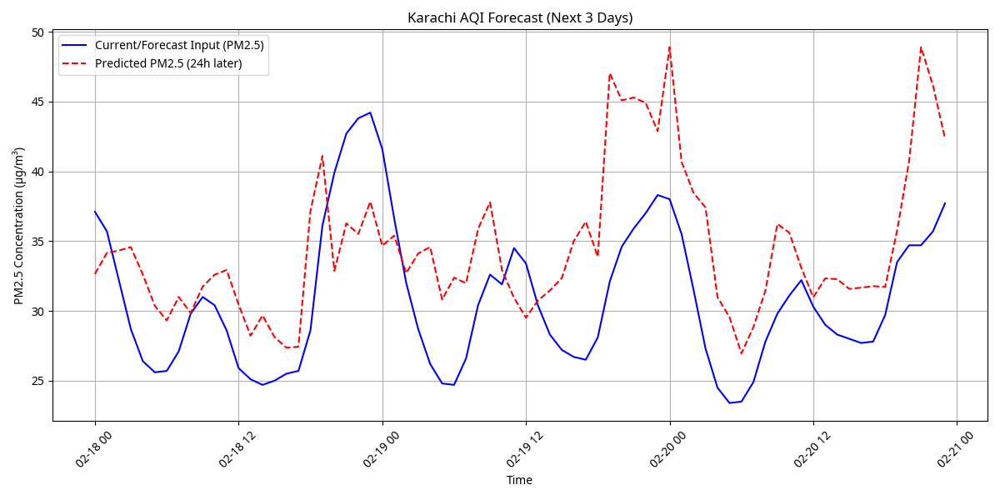 Karachi AQI Forecast (Next 3 Days)
Current/Forecast Input (PM2.5)
Predicted PM2.5 (24h later)
PM2.5 Concentration (µg/m³)
50
45
40
35
30
25
02-18 00
02-18 12
02-19 00
02-19 12
02-20 00
02-20 12
02-21 00
Time